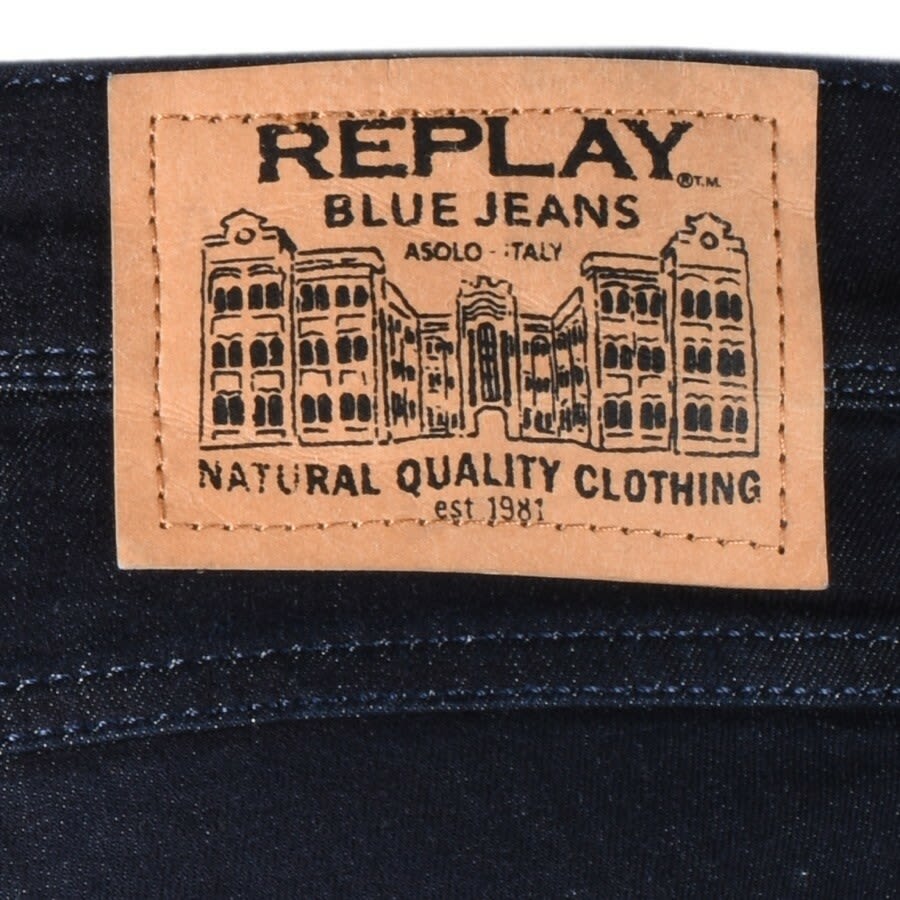 REPLAY
®T.M.
BLUE JEANS
ASOLO - ITALY
NATURAL QUALITY CLOTHING
est 1981